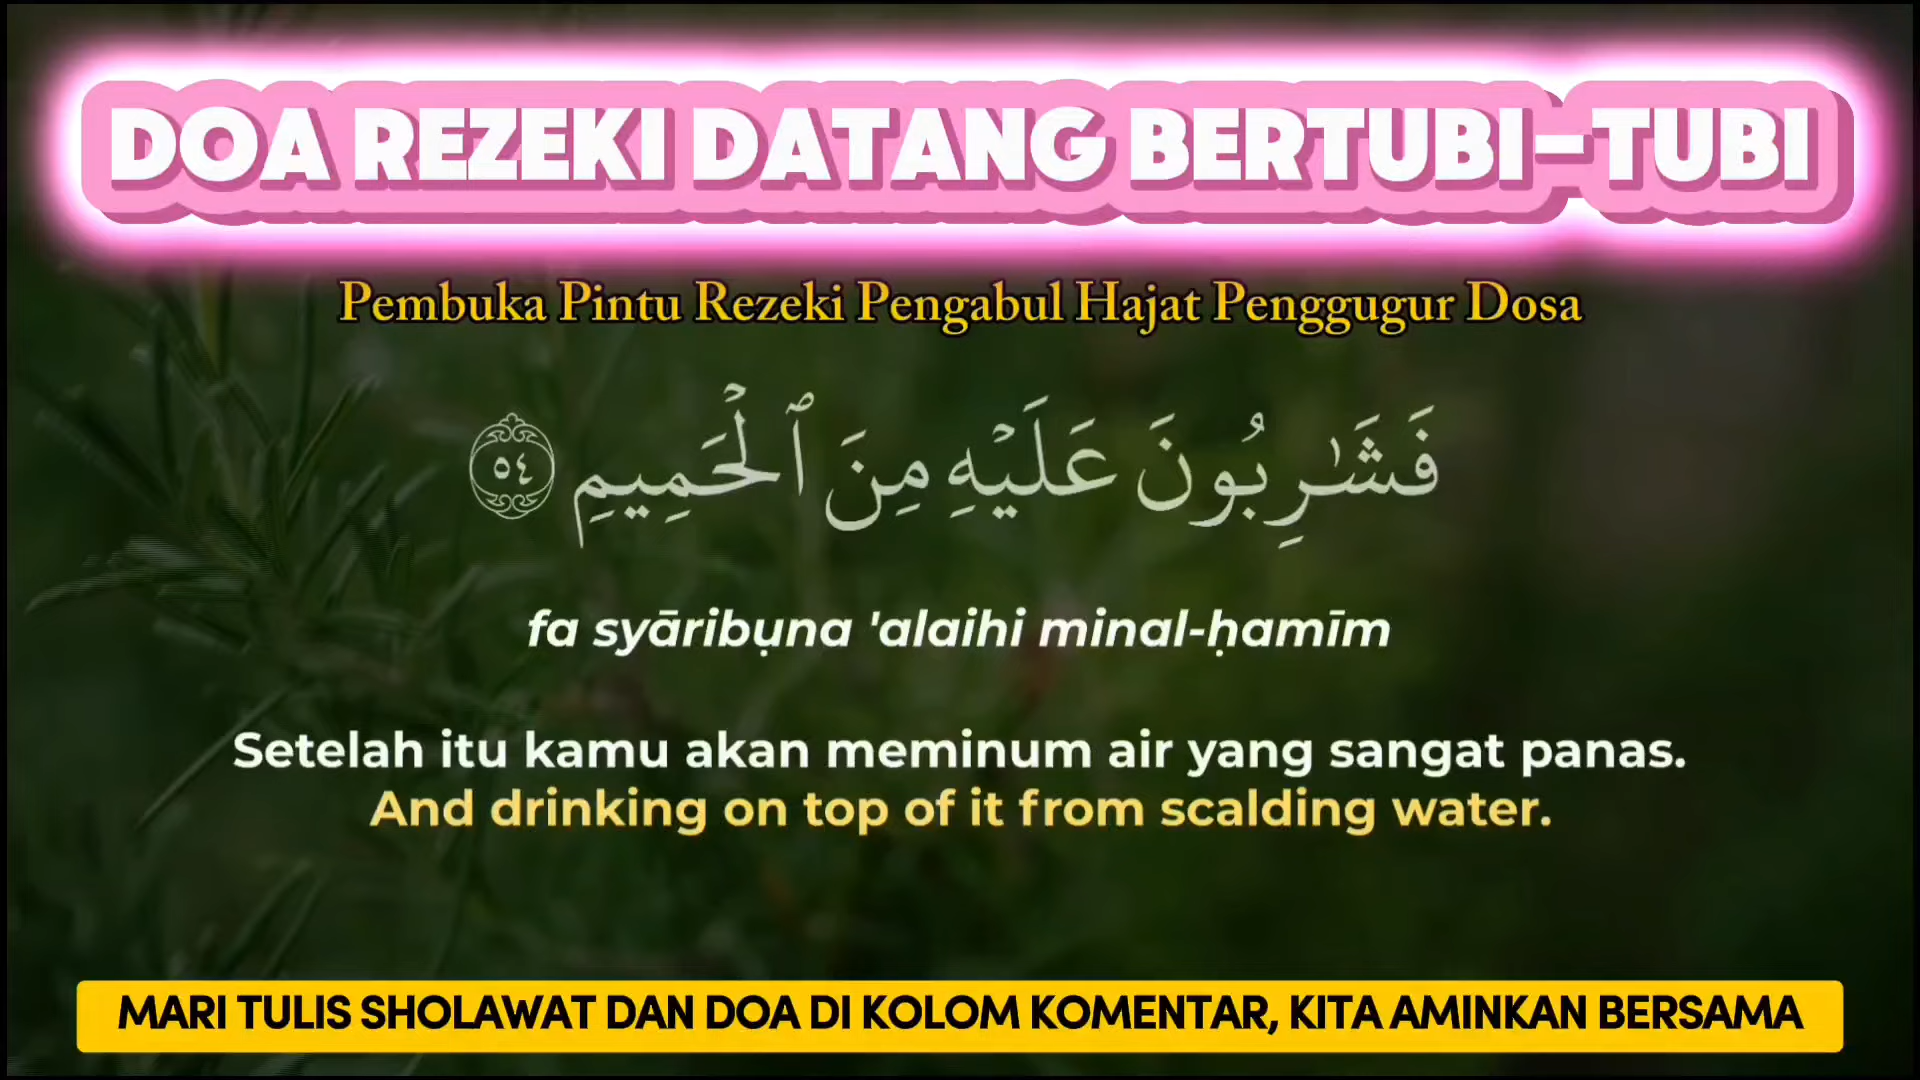 DOA REZEKI DATANG BERTUBI-TUBI
Pembuka Pintu Rezeki Pengabul Hajat Penggugur Dosa
فَشَٰرِبُونَ عَلَيْهِ مِنَ ٱلْحَمِيمِ ٥٤
fa syāribụna 'alaihi minal-ḥamīm
Setelah itu kamu akan meminum air yang sangat panas.
And drinking on top of it from scalding water.
MARI TULIS SHOLAWAT DAN DOA DI KOLOM KOMENTAR, KITA AMINKAN BERSAMA